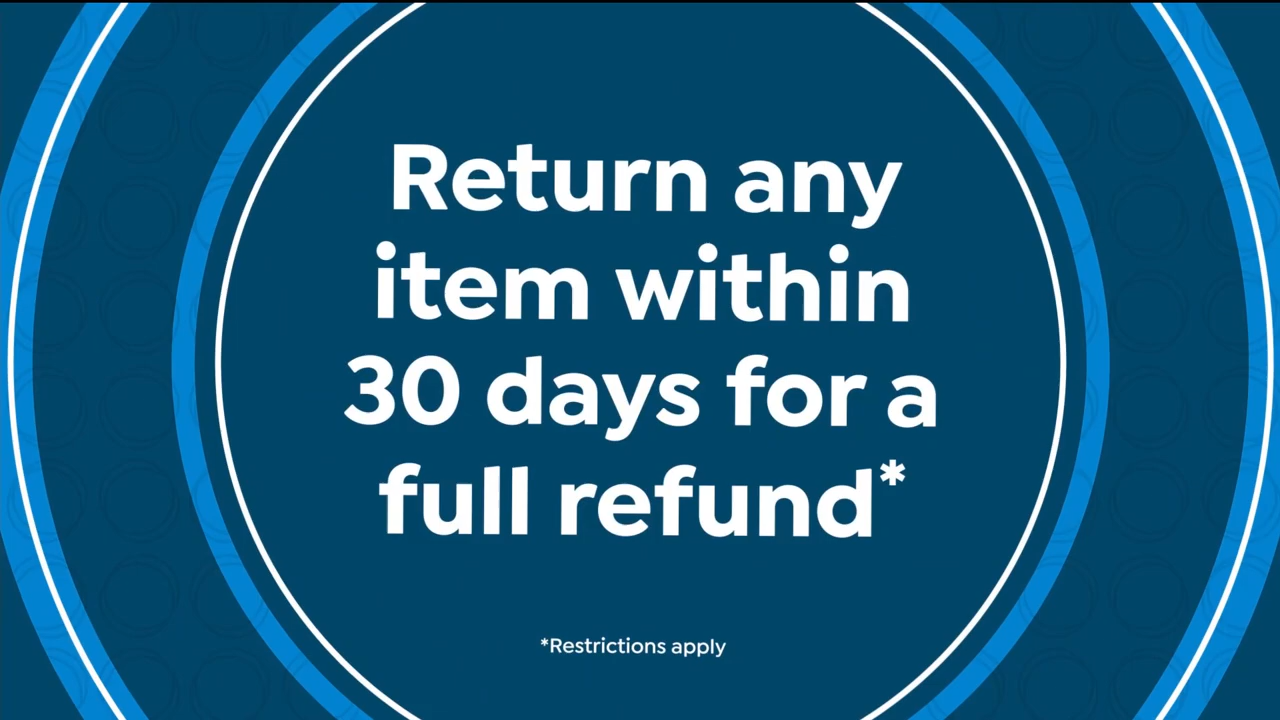 Return any
item within
30 days for a
full refund*
*Restrictions apply